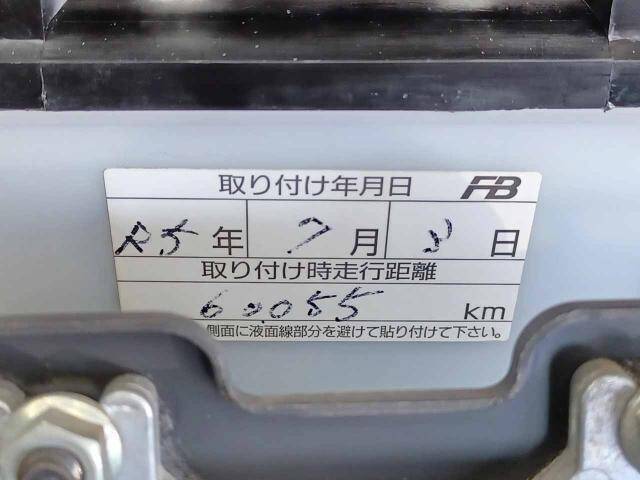 取り付け年月日 FB
R5年 7月 8日
取り付け時走行距離
60055 km
側面に液面線部分を避けて貼り付けて下さい。